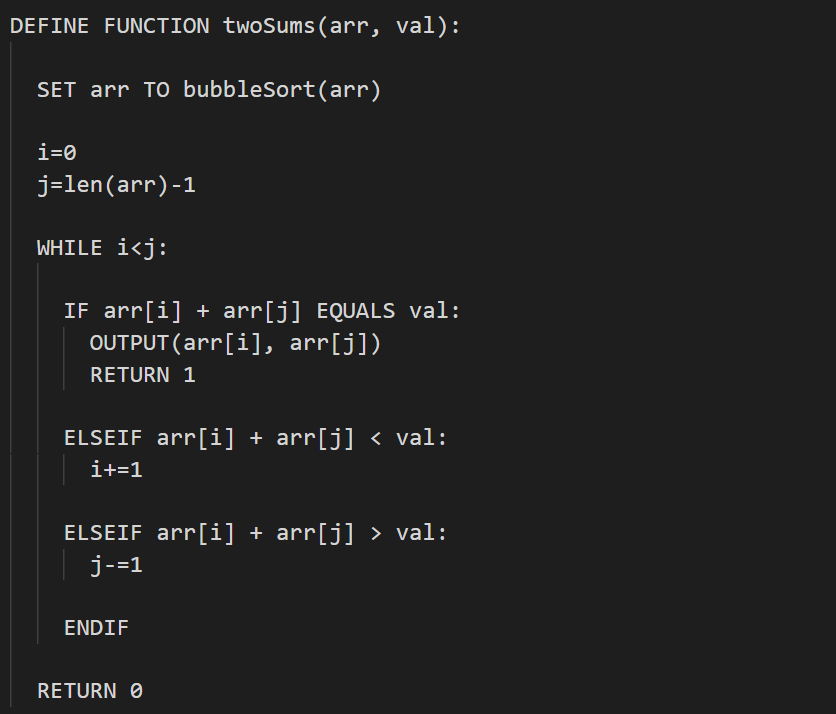 DEFINE FUNCTION twoSums(arr, val):
SET arr TO bubbleSort(arr)
i=0
j=len(arr)-1
WHILE i<j:
IF arr[i] + arr[j] EQUALS val:
OUTPUT(arr[i], arr[j])
RETURN 1
ELSEIF arr[i] + arr[j] < val:
i+=1
ELSEIF arr[i] + arr[j] > val:
j-=1
ENDIF
RETURN 0